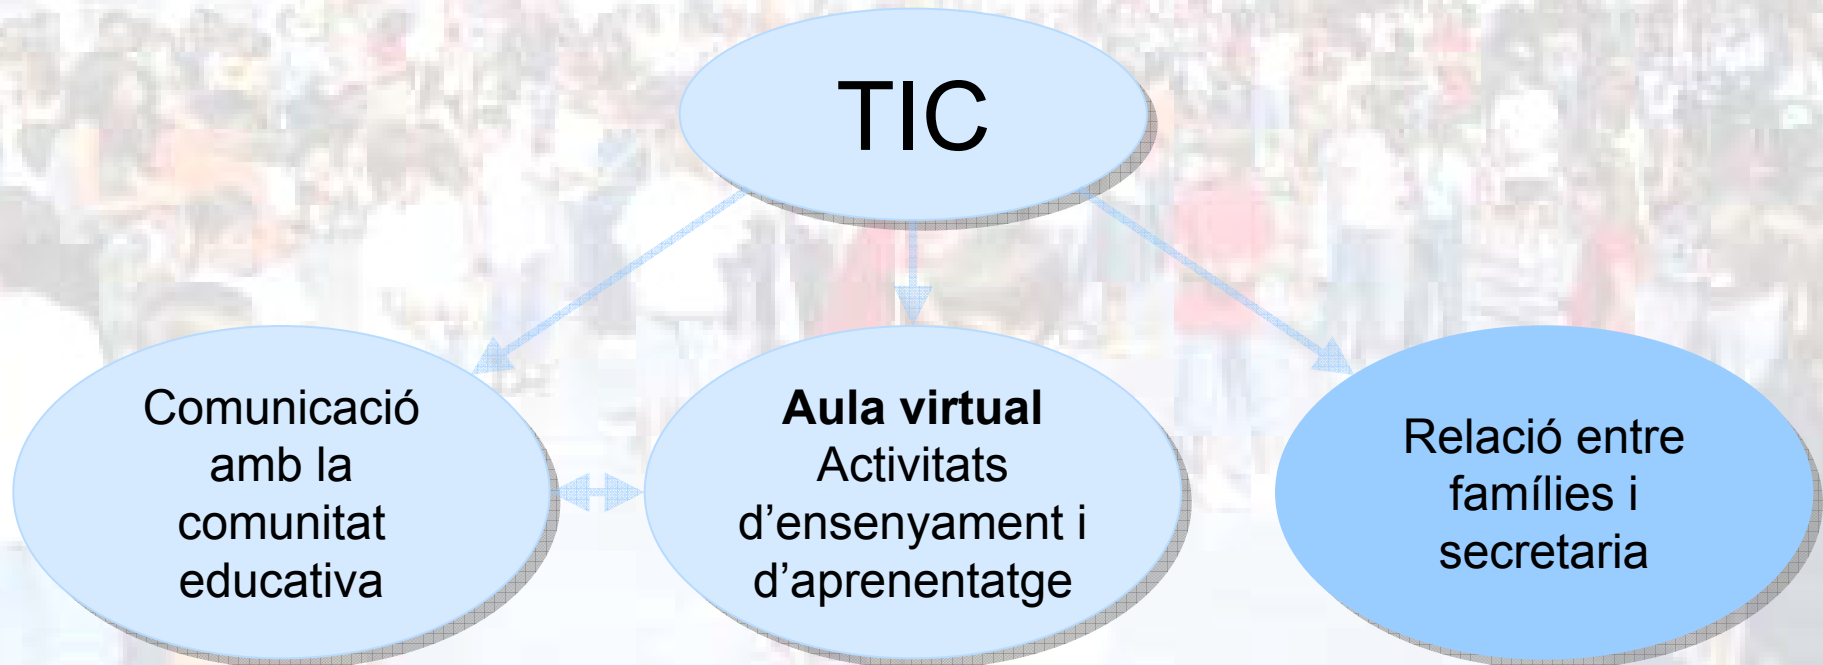 TIC
Comunicació
amb la
comunitat
educativa
Aula virtual
Activitats
d’ensenyament i
d’aprenentatge
Relació entre
famílies i
secretaria